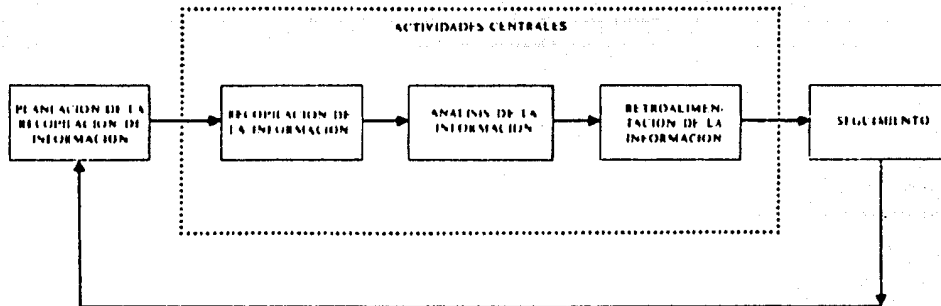 ACTIVIDADES CENTRALES
PLANEACION DE LA
RECOPILACION DE
INFORMACION
RECOPILACION DE
LA INFORMACION
ANALISIS DE LA
INFORMACION
RETROALIMEN-
TACION DE LA
INFORMACION
SEGUIMIENTO